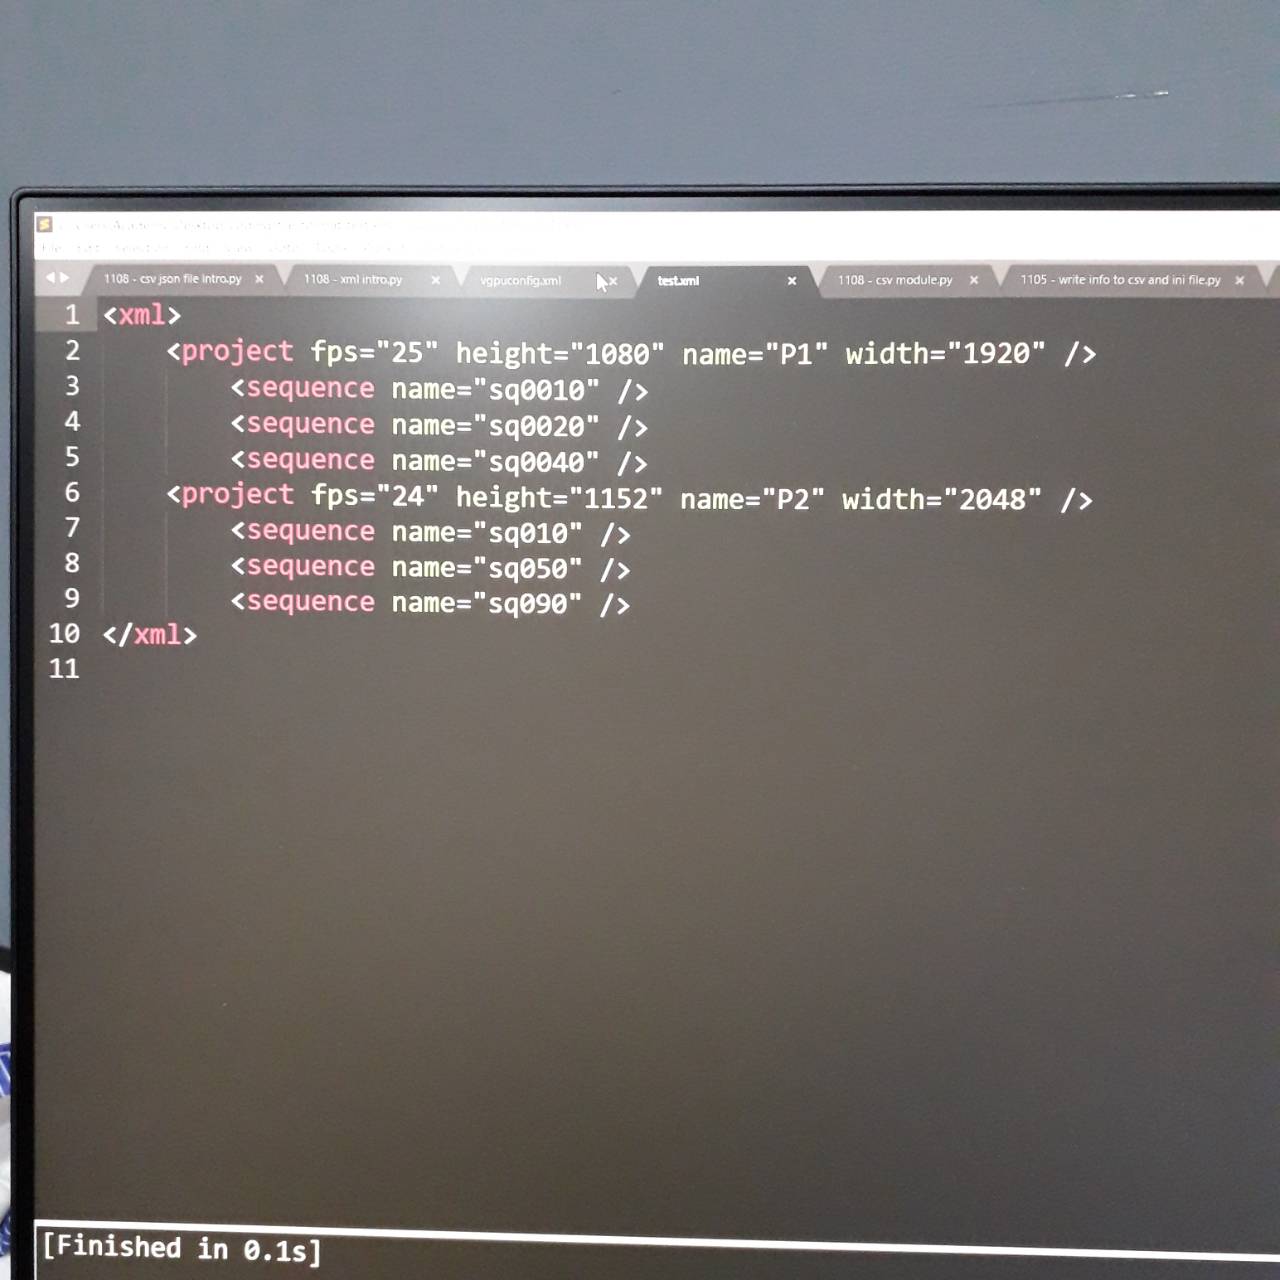 1108 - csv json file intro.py × 1108 - xml intro.py × vgpuconfig.xml × test.xml × 1108 - csv module.py × 1105 - write info to csv and ini file.py ×
1 <xml>
2 <project fps="25" height="1080" name="P1" width="1920" />
3 <sequence name="sq0010" />
4 <sequence name="sq0020" />
5 <sequence name="sq0040" />
6 <project fps="24" height="1152" name="P2" width="2048" />
7 <sequence name="sq010" />
8 <sequence name="sq050" />
9 <sequence name="sq090" />
10 </xml>
11
[Finished in 0.1s]